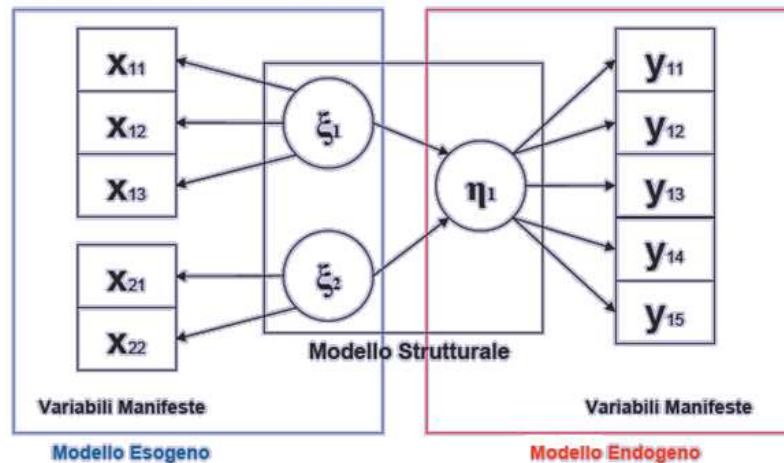 x11
x12
x13
x21
x22
ξ1
ξ2
η1
y11
y12
y13
y14
y15
Modello Strutturale
Variabili Manifeste
Variabili Manifeste
Modello Esogeno
Modello Endogeno